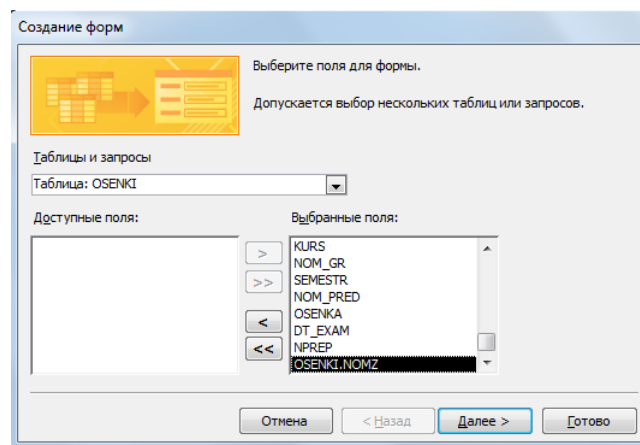 Создание форм
Выберите поля для формы.
Допускается выбор нескольких таблиц или запросов.
Таблицы и запросы
Таблица: OSENKI
Доступные поля:
Выбранные поля:
>
>>
<
<<
KURS
NOM_GR
SEMESTR
NOM_PRED
OSENKA
DT_EXAM
NPREP
OSENKI.NOMZ
Отмена
< Назад
Далее >
Готово